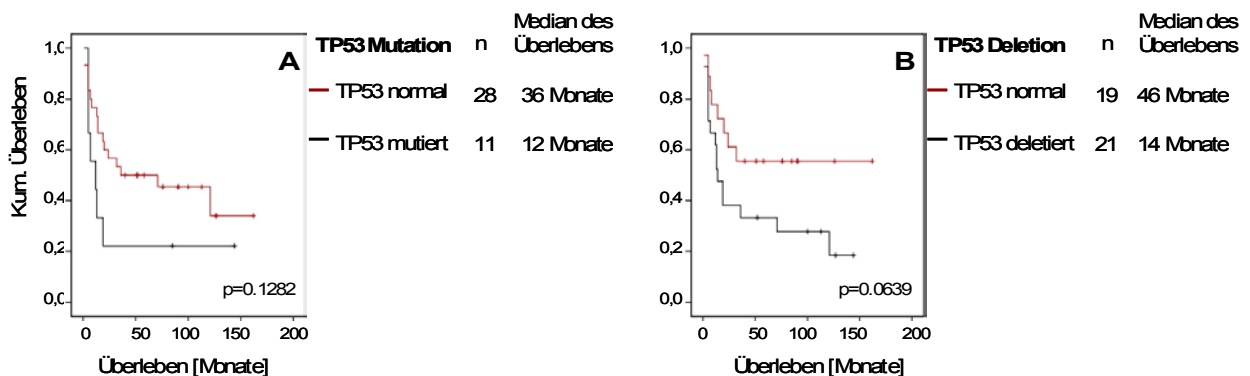 A
TP53 Mutation n Median des Überlebens
TP53 normal 28 36 Monate
TP53 mutiert 11 12 Monate
Kum. Überleben
1,0
0,8
0,6
0,4
0,2
0,0
p=0.1282
0 50 100 150 200
Überleben [Monate]
B
TP53 Deletion n Median des Überlebens
TP53 normal 19 46 Monate
TP53 deletiert 21 14 Monate
1,0
0,8
0,6
0,4
0,2
0,0
p=0.0639
0 50 100 150 200
Überleben [Monate]